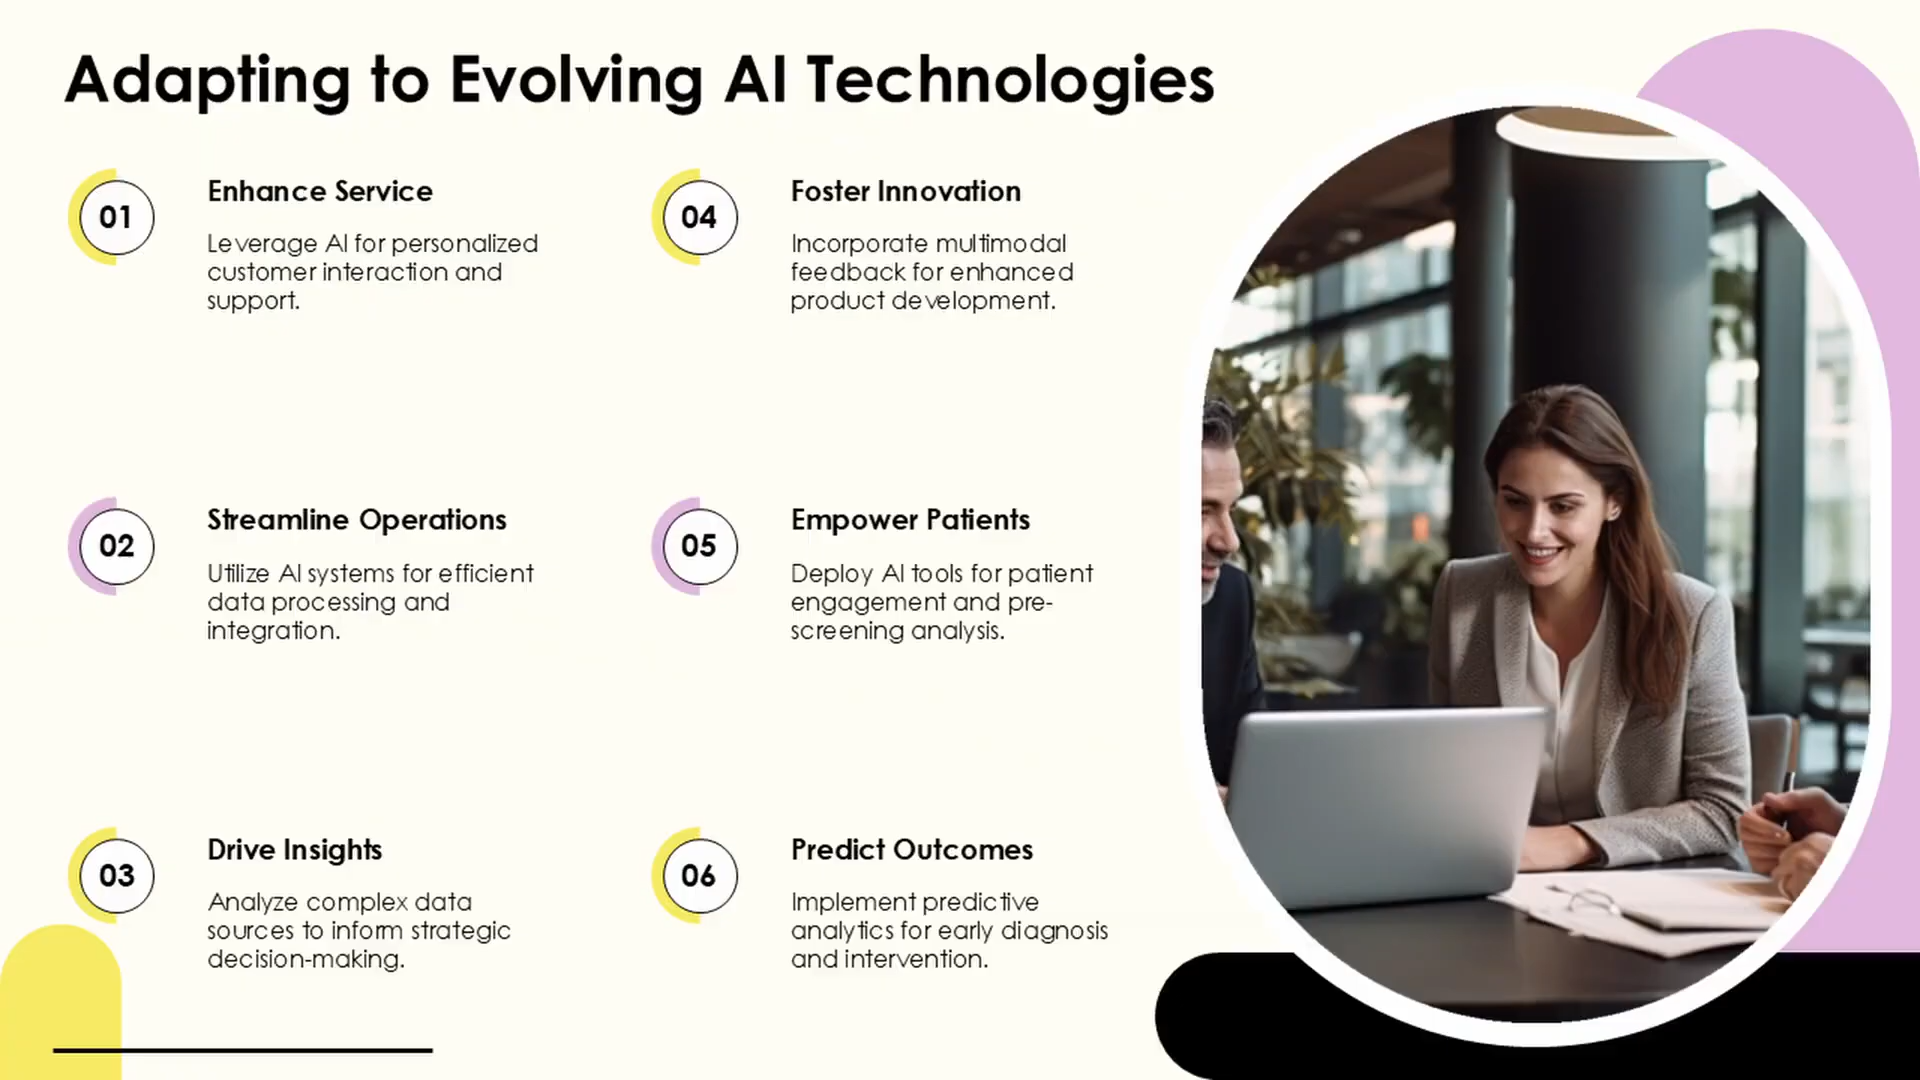 Adapting to Evolving AI Technologies
01
Enhance Service
Leverage AI for personalized
customer interaction and
support.
02
Streamline Operations
Utilize AI systems for efficient
data processing and
integration.
03
Drive Insights
Analyze complex data
sources to inform strategic
decision-making.
04
Foster Innovation
Incorporate multimodal
feedback for enhanced
product development.
05
Empower Patients
Deploy AI tools for patient
engagement and pre-
screening analysis.
06
Predict Outcomes
Implement predictive
analytics for early diagnosis
and intervention.